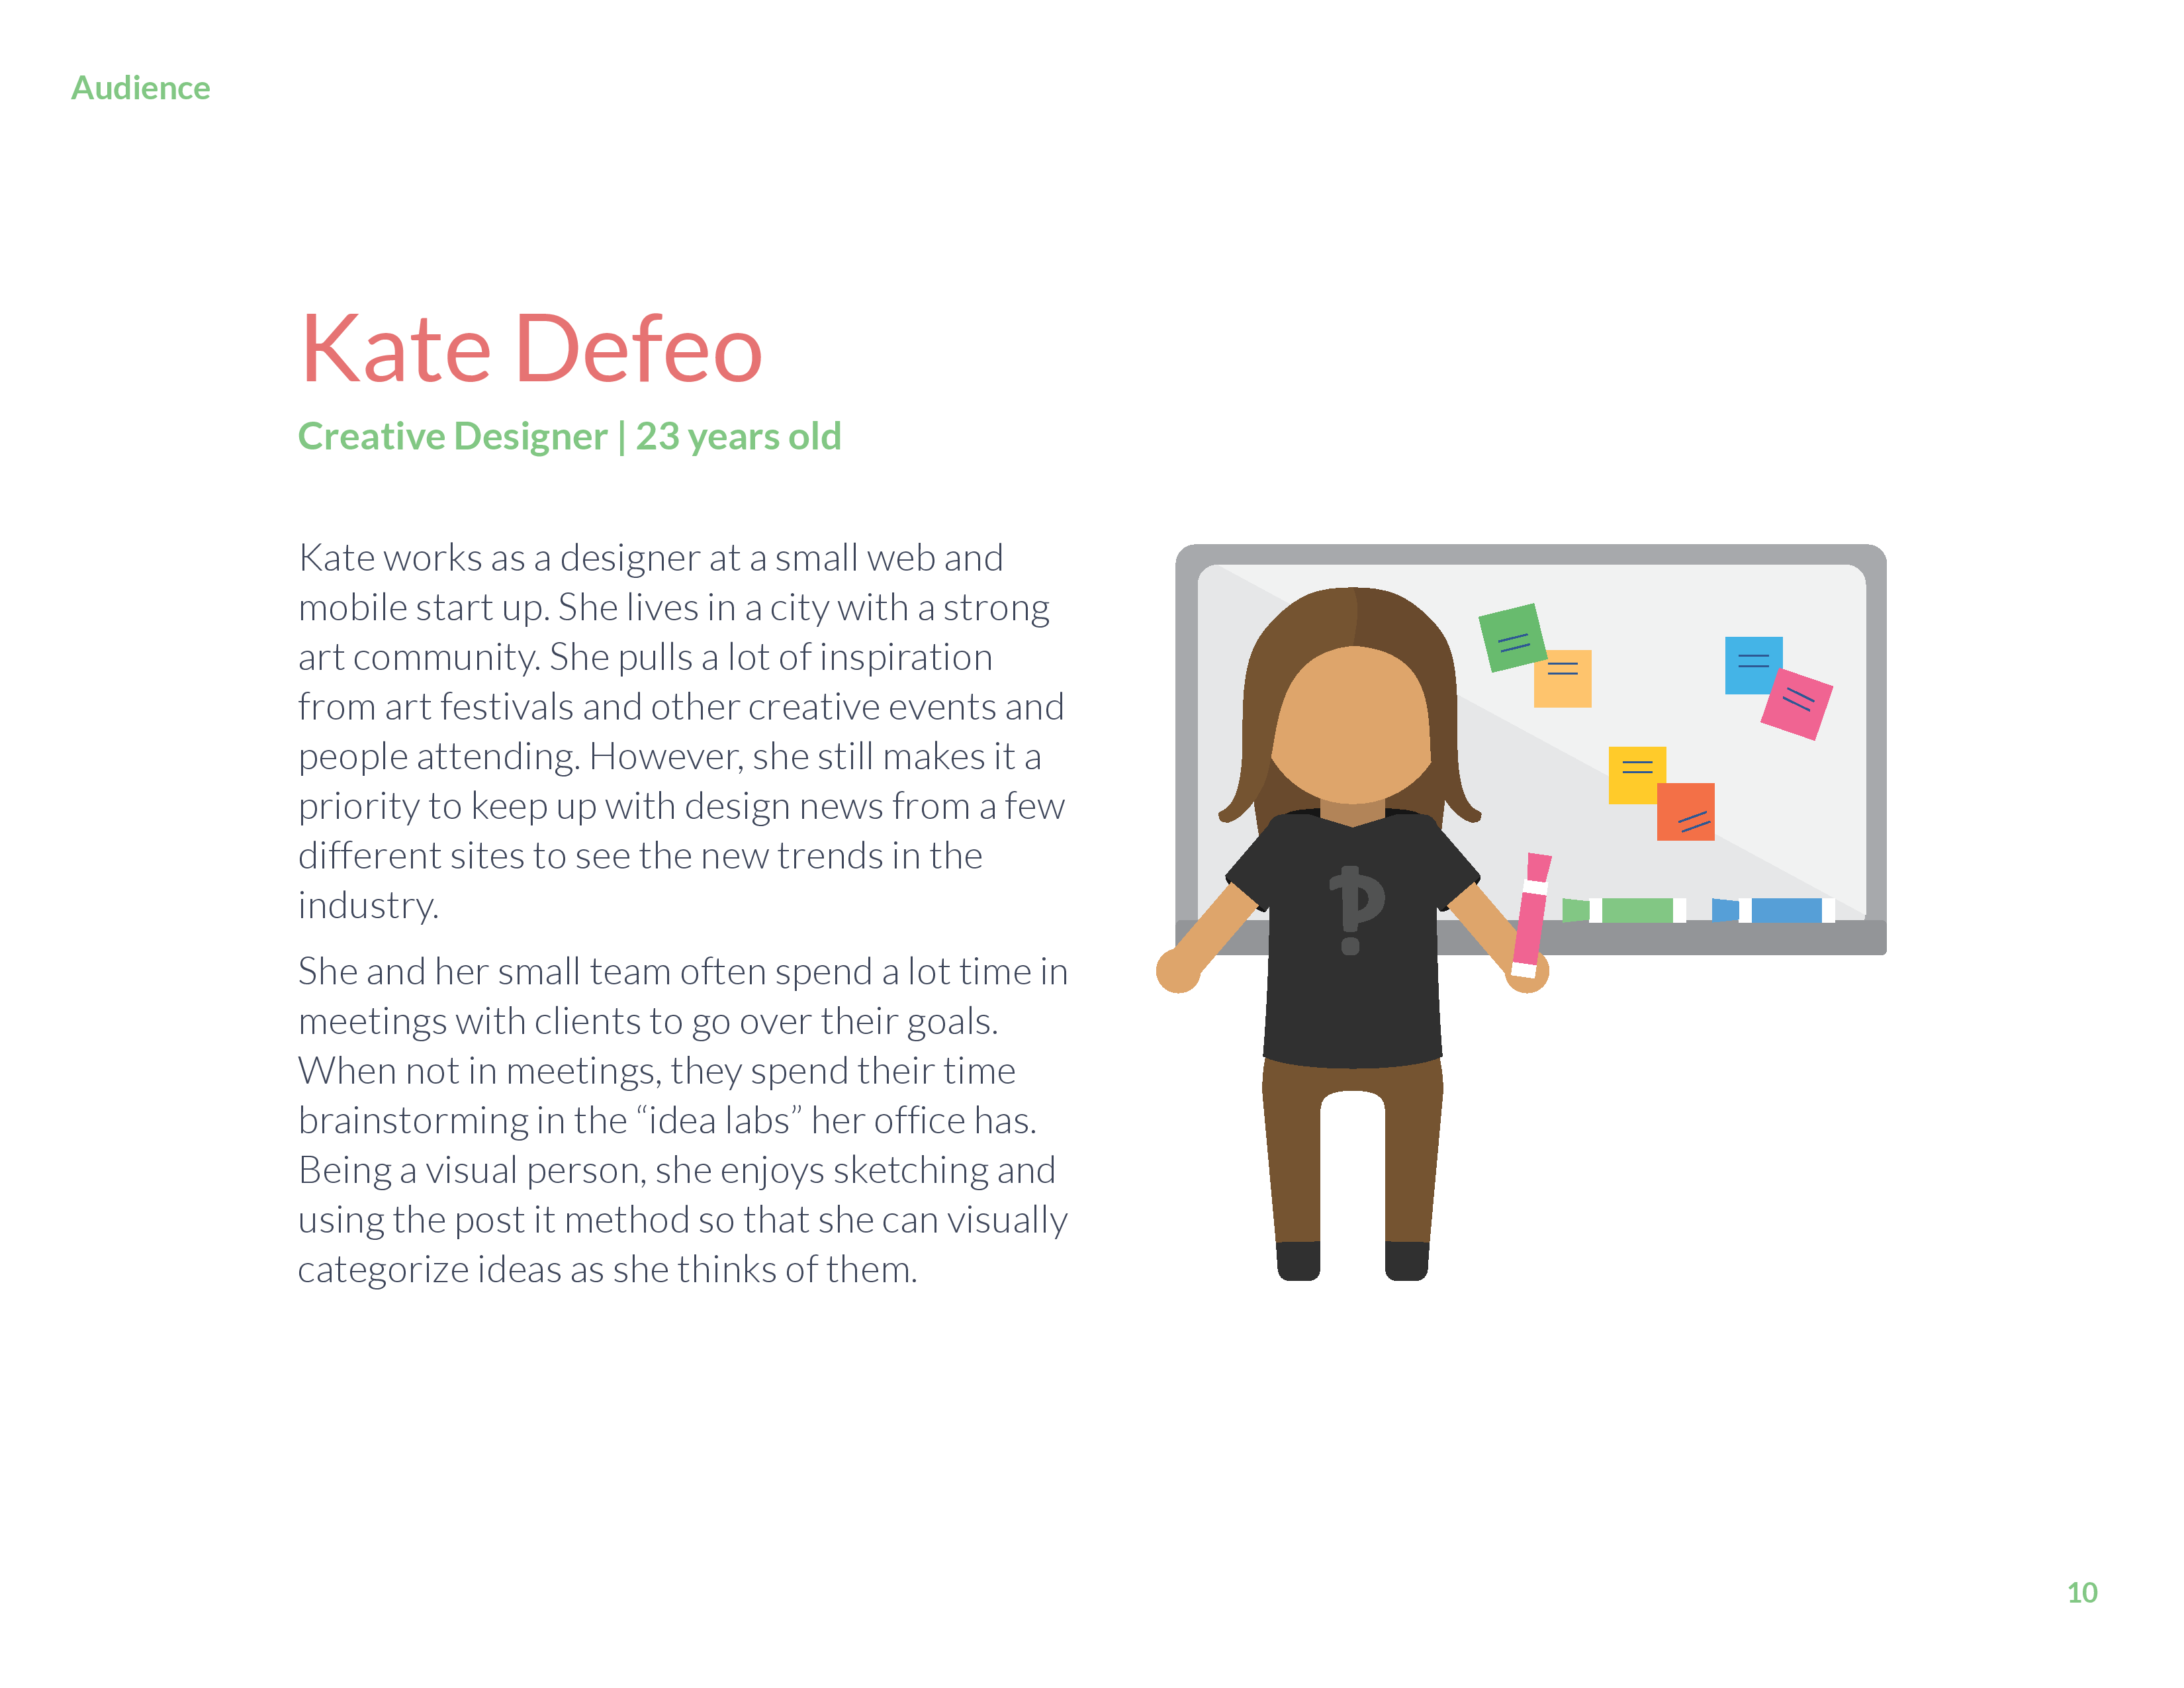 Audience
Kate Defeo
Creative Designer | 23 years old
Kate works as a designer at a small web and
mobile start up. She lives in a city with a strong
art community. She pulls a lot of inspiration
from art festivals and other creative events and
people attending. However, she still makes it a
priority to keep up with design news from a few
different sites to see the new trends in the
industry.
She and her small team often spend a lot time in
meetings with clients to go over their goals.
When not in meetings, they spend their time
brainstorming in the “idea labs” her office has.
Being a visual person, she enjoys sketching and
using the post it method so that she can visually
categorize ideas as she thinks of them.
10